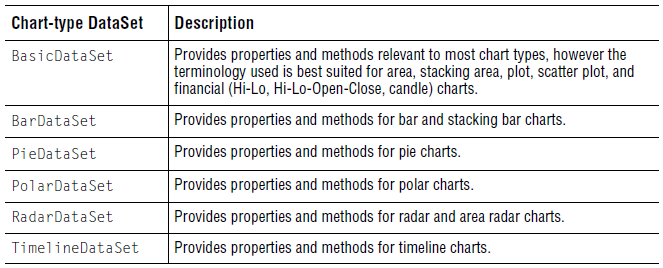 Chart-type DataSet Description
BasicDataSet Provides properties and methods relevant to most chart types, however the
terminology used is best suited for area, stacking area, plot, scatter plot, and
financial (Hi-Lo, Hi-Lo-Open-Close, candle) charts.
BarDataSet Provides properties and methods for bar and stacking bar charts.
PieDataSet Provides properties and methods for pie charts.
PolarDataSet Provides properties and methods for polar charts.
RadarDataSet Provides properties and methods for radar and area radar charts.
TimelineDataSet Provides properties and methods for timeline charts.